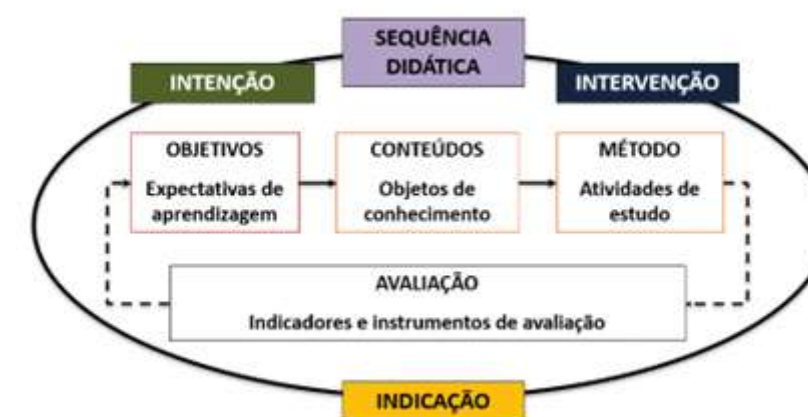 SEQUÊNCIA
DIDÁTICA
INTENÇÃO
INTERVENÇÃO
OBJETIVOS
Expectativas de
aprendizagem
CONTEÚDOS
Objetos de
conhecimento
MÉTODO
Atividades de
estudo
AVALIAÇÃO
Indicadores e instrumentos de avaliação
INDICAÇÃO